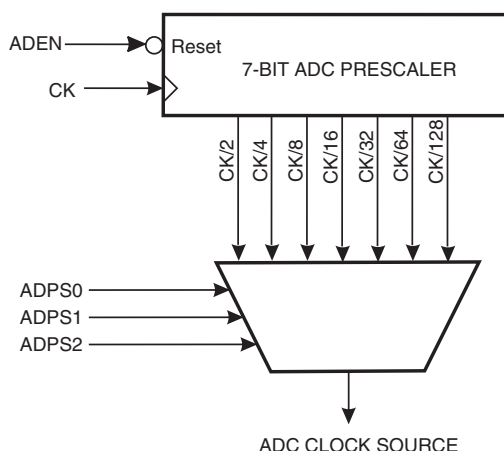 ADEN
Reset
7-BIT ADC PRESCALER
CK
CK/2
CK/4
CK/8
CK/16
CK/32
CK/64
CK/128
ADPS0
ADPS1
ADPS2
ADC CLOCK SOURCE